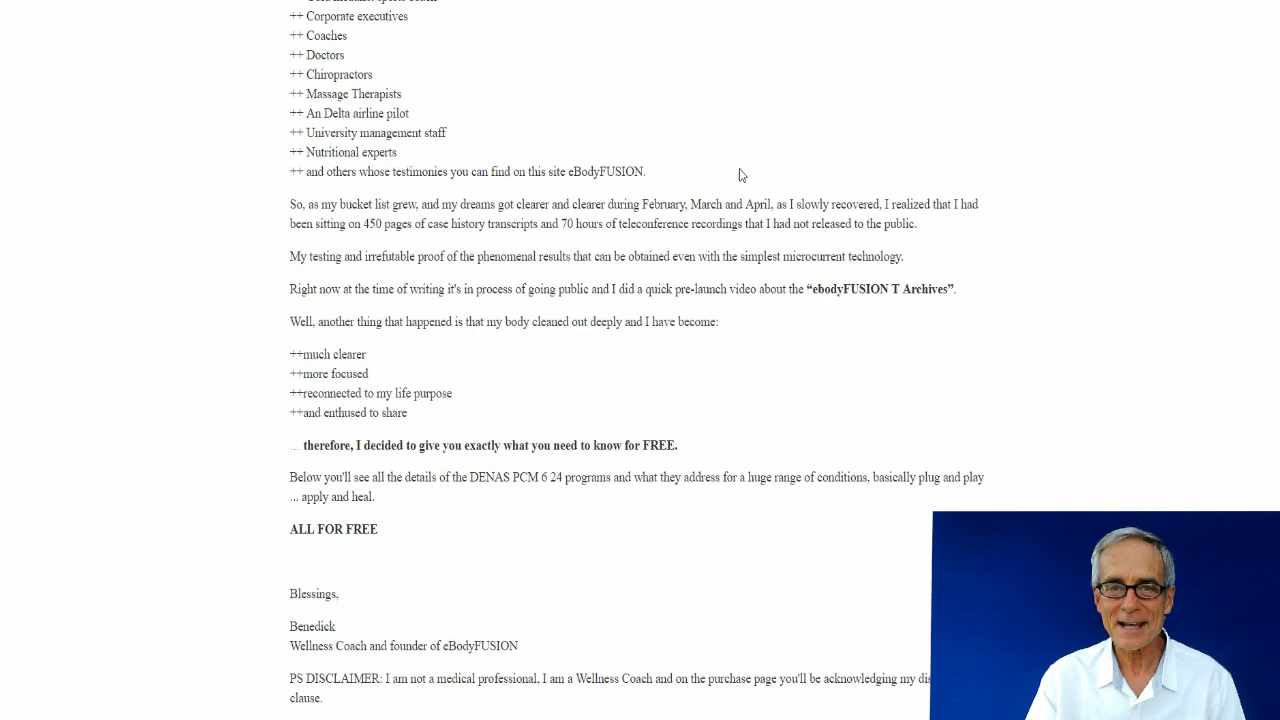 ++ Corporate executives
++ Coaches
++ Doctors
++ Chiropractors
++ Massage Therapists
++ An Delta airline pilot
++ University management staff
++ Nutritional experts
++ and others whose testimonies you can find on this site eBodyFUSION.
So, as my bucket list grew, and my dreams got clearer and clearer during February, March and April, as I slowly recovered, I realized that I had
been sitting on 450 pages of case history transcripts and 70 hours of teleconference recordings that I had not released to the public.
My testing and irrefutable proof of the phenomenal results that can be obtained even with the simplest microcurrent technology.
Right now at the time of writing it's in process of going public and I did a quick pre-launch video about the “ebodyFUSION T Archives”.
Well, another thing that happened is that my body cleaned out deeply and I have become:
++much clearer
++more focused
++reconnected to my life purpose
++and enthused to share
... therefore, I decided to give you exactly what you need to know for FREE.
Below you'll see all the details of the DENAS PCM 6 24 programs and what they address for a huge range of conditions, basically plug and play
... apply and heal.
ALL FOR FREE
Blessings,
Benedick
Wellness Coach and founder of eBodyFUSION
PS DISCLAIMER: I am not a medical professional, I am a Wellness Coach and on the purchase page you'll be acknowledging my
clause.